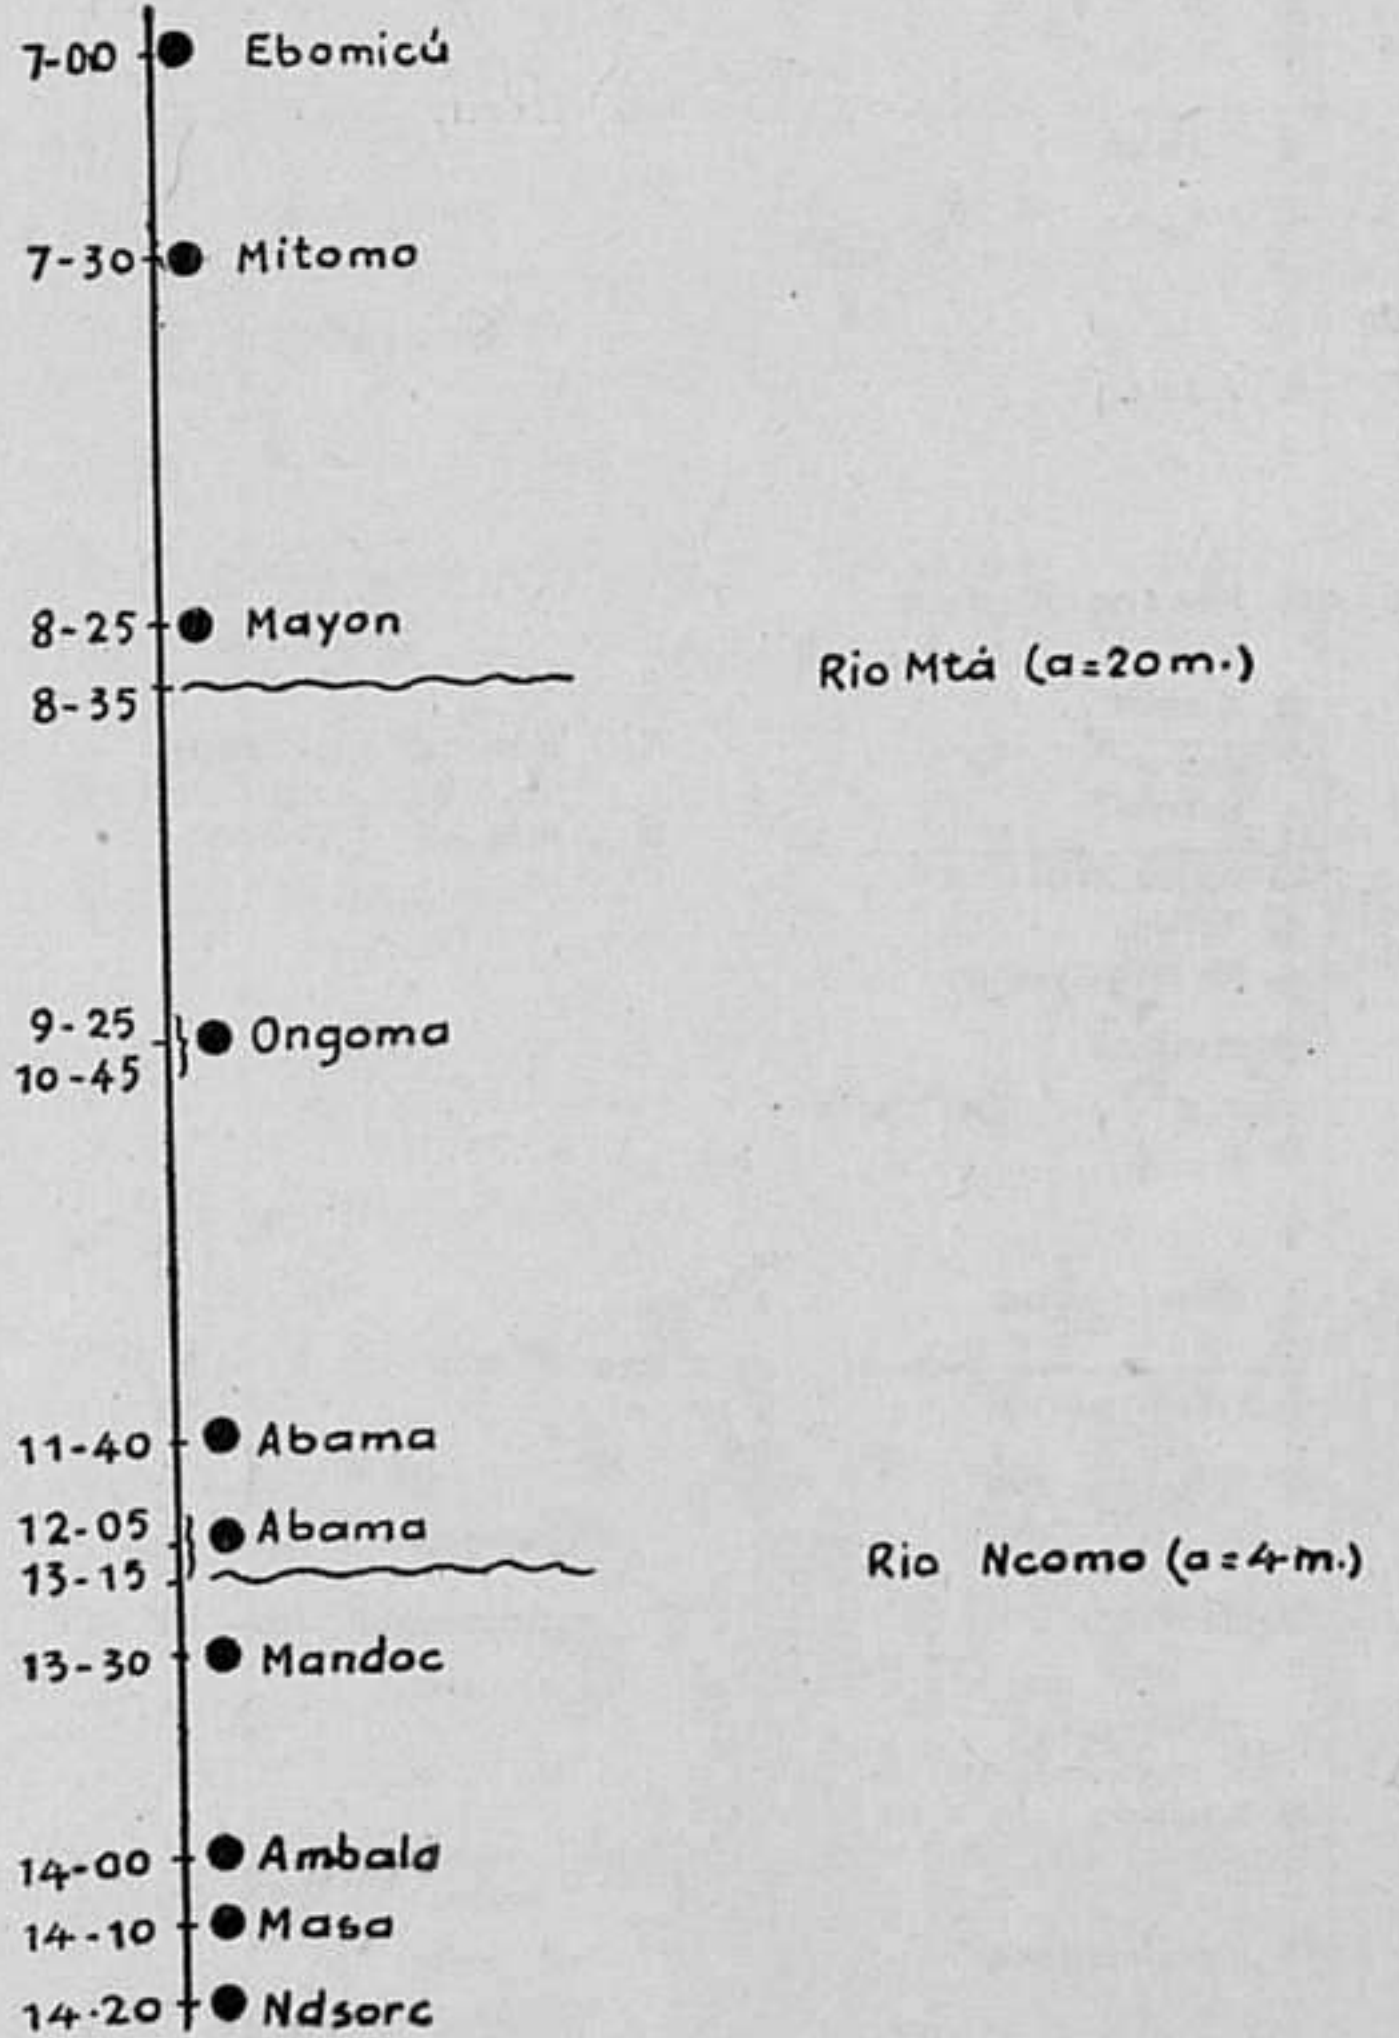 7-00 Ebomicú
7-30 Mitomo
8-25 Mayon
Rio Mtá (a=20m.)
8-35
9-25
Ongoma
10-45
11-40 Abama
12-05 Abama
Rio Ncomo (a=4m.)
13-15
13-30 Mandoc
14-00 Ambala
14-10 Masa
14.20 Ndsorc